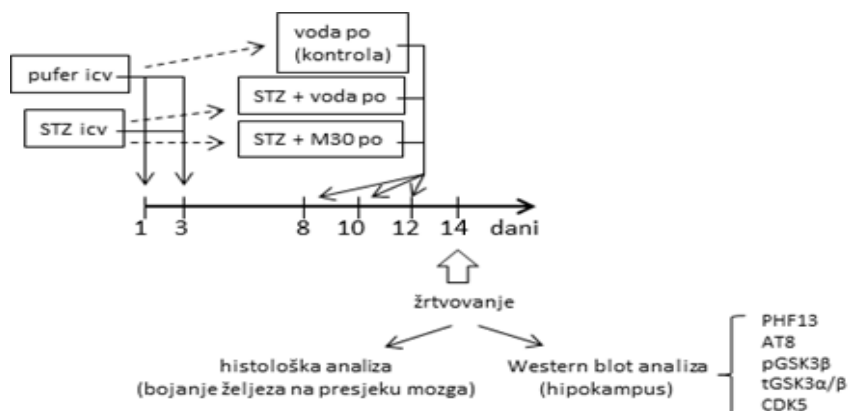 voda po
(kontrola)
pufer icv
STZ + voda po
STZ icv
STZ + M30 po
1 3 8 10 12 14 dani
žrtvovanje
histološka analiza
(bojanje željeza na presjeku mozga)
Western blot analiza
(hipokampus)
PHF13
AT8
pGSK3β
tGSK3α/β
CDK5